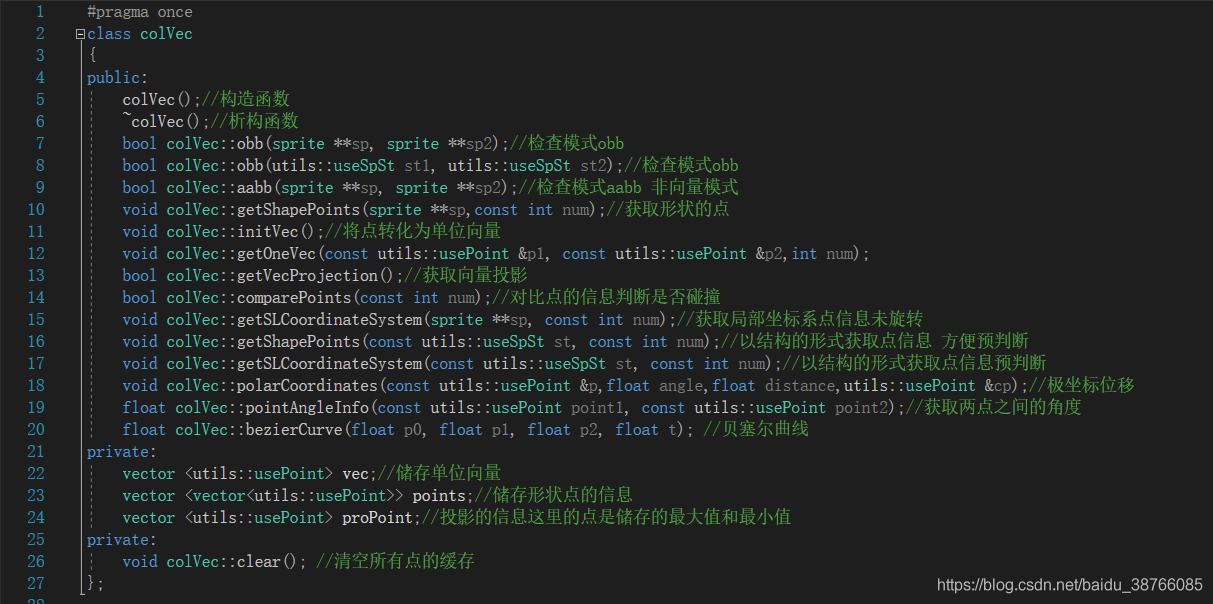 1 #pragma once
2 class colVec
3 {
4 public:
5 colVec();//构造函数
6 ~colVec();//析构函数
7 bool colVec::obb(sprite **sp, sprite **sp2);//检查模式obb
8 bool colVec::obb(utils::useSpSt st1, utils::useSpSt st2);//检查模式obb
9 bool colVec::aabb(sprite **sp, sprite **sp2);//检查模式aabb 非向量模式
10 void colVec::getShapePoints(sprite **sp,const int num);//获取形状的点
11 void colVec::initVec();//将点转化为单位向量
12 void colVec::getOneVec(const utils::usePoint &p1, const utils::usePoint &p2,int num);
13 bool colVec::getVecProjection();//获取向量投影
14 bool colVec::comparePoints(const int num);//对比点的信息判断是否碰撞
15 void colVec::getSLCoordinateSystem(sprite **sp, const int num);//获取局部坐标系点信息未旋转
16 void colVec::getShapePoints(const utils::useSpSt st, const int num);//以结构的形式获取点信息 方便预判断
17 void colVec::getSLCoordinateSystem(const utils::useSpSt st, const int num);//以结构的形式获取点信息预判断
18 void colVec::polarCoordinates(const utils::usePoint &p,float angle,float distance,utils::usePoint &cp);//极坐标位移
19 float colVec::pointAngleInfo(const utils::usePoint point1, const utils::usePoint point2);//获取两点之间的角度
20 float colVec::bezierCurve(float p0, float p1, float p2, float t); //贝塞尔曲线
21 private:
22 vector <utils::usePoint> vec;//储存单位向量
23 vector <vector<utils::usePoint>> points;//储存形状点的信息
24 vector <utils::usePoint> proPoint;//投影的信息这里的点是储存的最大值和最小值
25 private:
26 void colVec::clear(); //清空所有点的缓存
27 };
28
https://blog.csdn.net/baidu_38766085